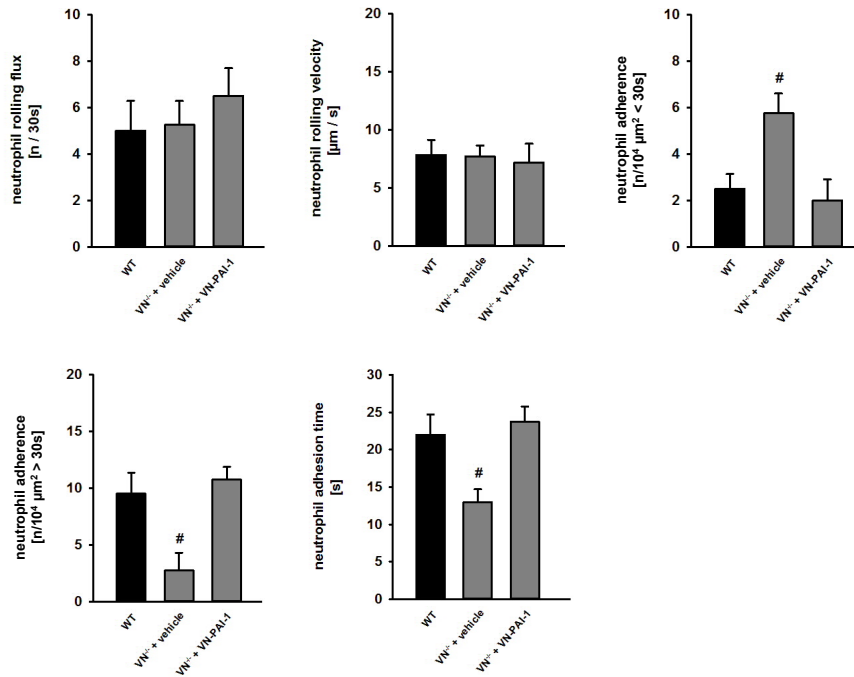 neutrophil rolling flux
[n / 30s]
10
8
6
4
2
0
WT
VN⁻/⁻ + vehicle
VN⁻/⁻ + VN-PAI-1
neutrophil rolling velocity
[µm / s]
20
15
10
5
0
WT
VN⁻/⁻ + vehicle
VN⁻/⁻ + VN-PAI-1
neutrophil adherence
[n/10⁴ µm² < 30s]
10
8
6
4
2
0
#
WT
VN⁻/⁻ + vehicle
VN⁻/⁻ + VN-PAI-1
neutrophil adherence
[n/10⁴ µm² > 30s]
20
15
10
5
0
#
WT
VN⁻/⁻ + vehicle
VN⁻/⁻ + VN-PAI-1
neutrophil adhesion time
[s]
30
25
20
15
10
5
0
#
WT
VN⁻/⁻ + vehicle
VN⁻/⁻ + VN-PAI-1